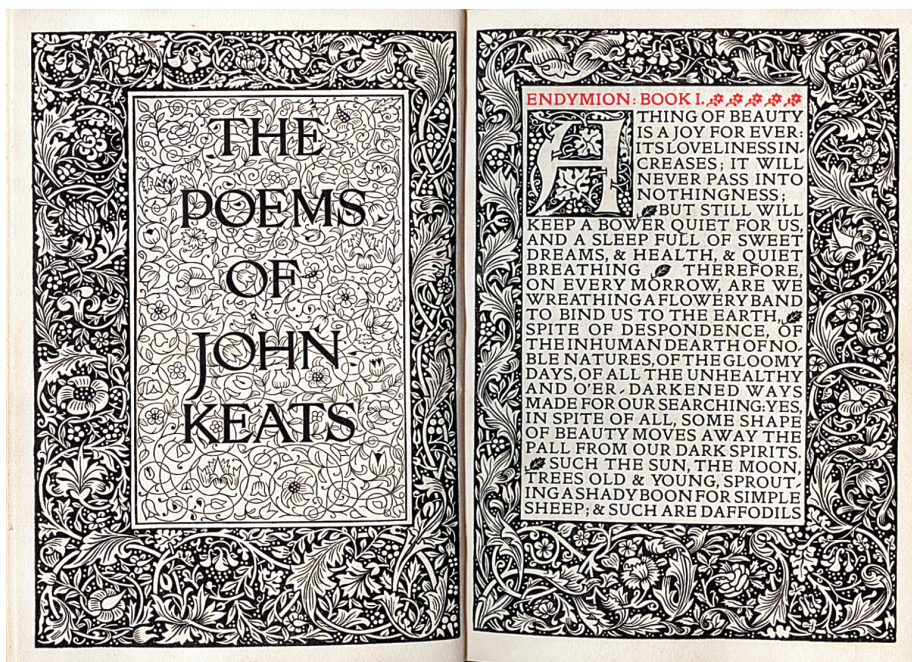 THE
POEMS
OF
JOHN
KEATS
ENDYMION: BOOK I.
A THING OF BEAUTY
IS A JOY FOR EVER:
ITS LOVELINESS IN-
CREASES; IT WILL
NEVER PASS INTO
NOTHINGNESS;
BUT STILL WILL
KEEP A BOWER QUIET FOR US,
AND A SLEEP FULL OF SWEET
DREAMS, & HEALTH, & QUIET
BREATHING THEREFORE,
ON EVERY MORROW, ARE WE
WREATHING A FLOWERY BAND
TO BIND US TO THE EARTH,
SPITE OF DESPONDENCE, OF
THE INHUMAN DEARTH OF NO-
BLE NATURES, OF THE GLOOMY
DAYS, OF ALL THE UNHEALTHY
AND O'ER-DARKENED WAYS
MADE FOR OUR SEARCHING: YES,
IN SPITE OF ALL, SOME SHAPE
OF BEAUTY MOVES AWAY THE
PALL FROM OUR DARK SPIRITS.
SUCH THE SUN, THE MOON,
TREES OLD & YOUNG, SPROUT-
ING A SHADY BOON FOR SIMPLE
SHEEP; & SUCH ARE DAFFODILS